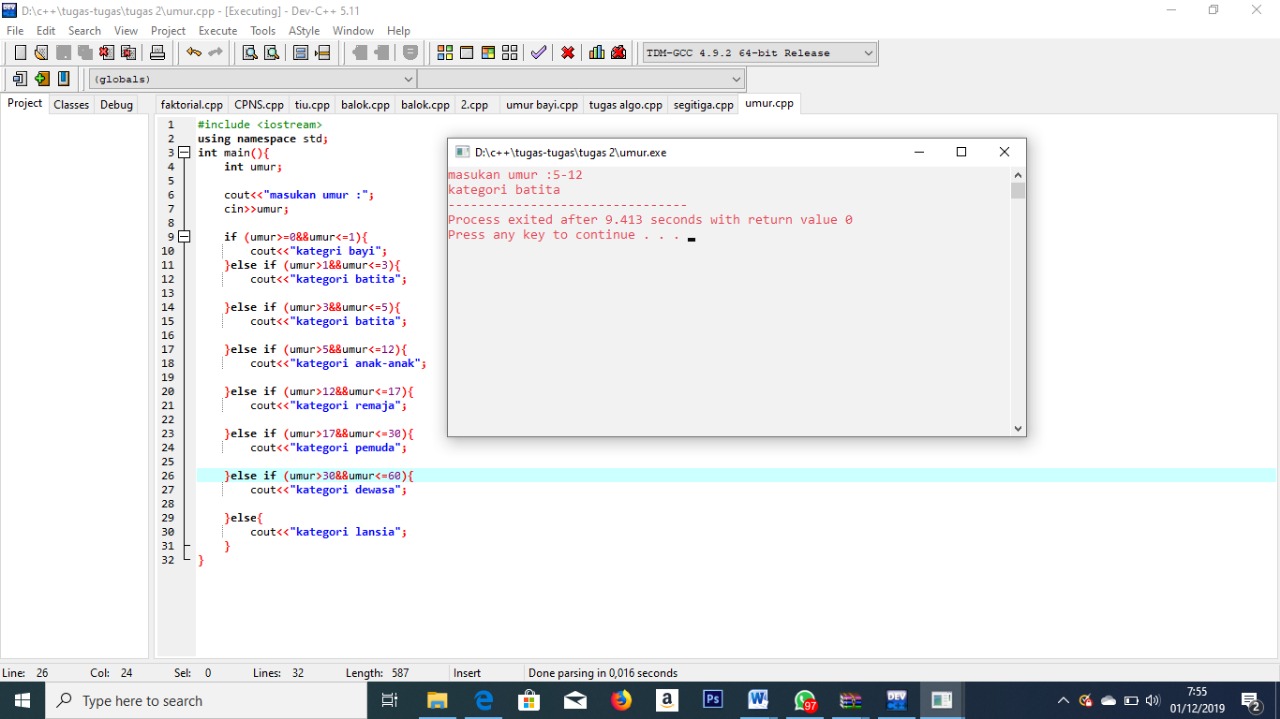 D:\c++\tugas-tugas\tugas 2\umur.cpp - [Executing] - Dev-C++ 5.11
File Edit Search View Project Execute Tools AStyle Window Help
TDM-GCC 4.9.2 64-bit Release
(globals)
Project Classes Debug
faktorial.cpp CPNS.cpp tiu.cpp balok.cpp balok.cpp 2.cpp umur bayi.cpp tugas algo.cpp segitiga.cpp umur.cpp
1 #include <iostream>
2 using namespace std;
3 int main(){
4 int umur;
5
6 cout<<"masukan umur :";
7 cin>>umur;
8
9 if (umur>=0&&umur<=1){
10 cout<<"kategri bayi";
11 }else if (umur>1&&umur<=3){
12 cout<<"kategori batita";
13
14 }else if (umur>3&&umur<=5){
15 cout<<"kategori batita";
16
17 }else if (umur>5&&umur<=12){
18 cout<<"kategori anak-anak";
19
20 }else if (umur>12&&umur<=17){
21 cout<<"kategori remaja";
22
23 }else if (umur>17&&umur<=30){
24 cout<<"kategori pemuda";
25
26 }else if (umur>30&&umur<=60){
27 cout<<"kategori dewasa";
28
29 }else{
30 cout<<"kategori lansia";
31 }
32 }
D:\c++\tugas-tugas\tugas 2\umur.exe
masukan umur :5-12
kategori batita
--------------------------------
Process exited after 9.413 seconds with return value 0
Press any key to continue . . .
Line: 26 Col: 24 Sel: 0 Lines: 32 Length: 587 Insert Done parsing in 0,016 seconds
Type here to search
97
7:55
01/12/2019
2